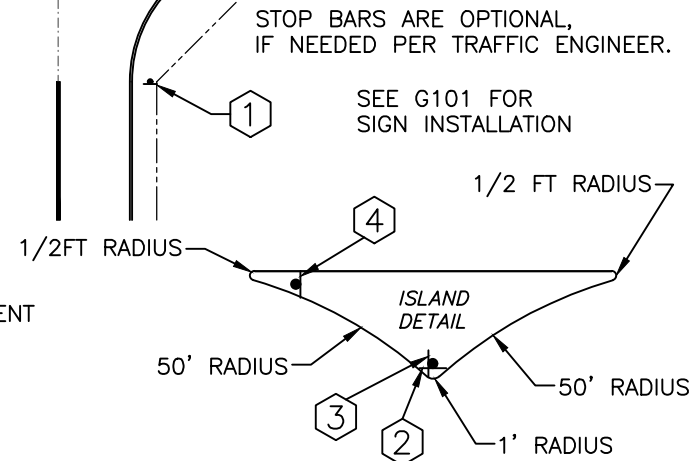 STOP BARS ARE OPTIONAL,
IF NEEDED PER TRAFFIC ENGINEER.
1
SEE G101 FOR
SIGN INSTALLATION
1/2 FT RADIUS
4
1/2FT RADIUS
ISLAND
DETAIL
ENT
50' RADIUS
50' RADIUS
3
2
1' RADIUS